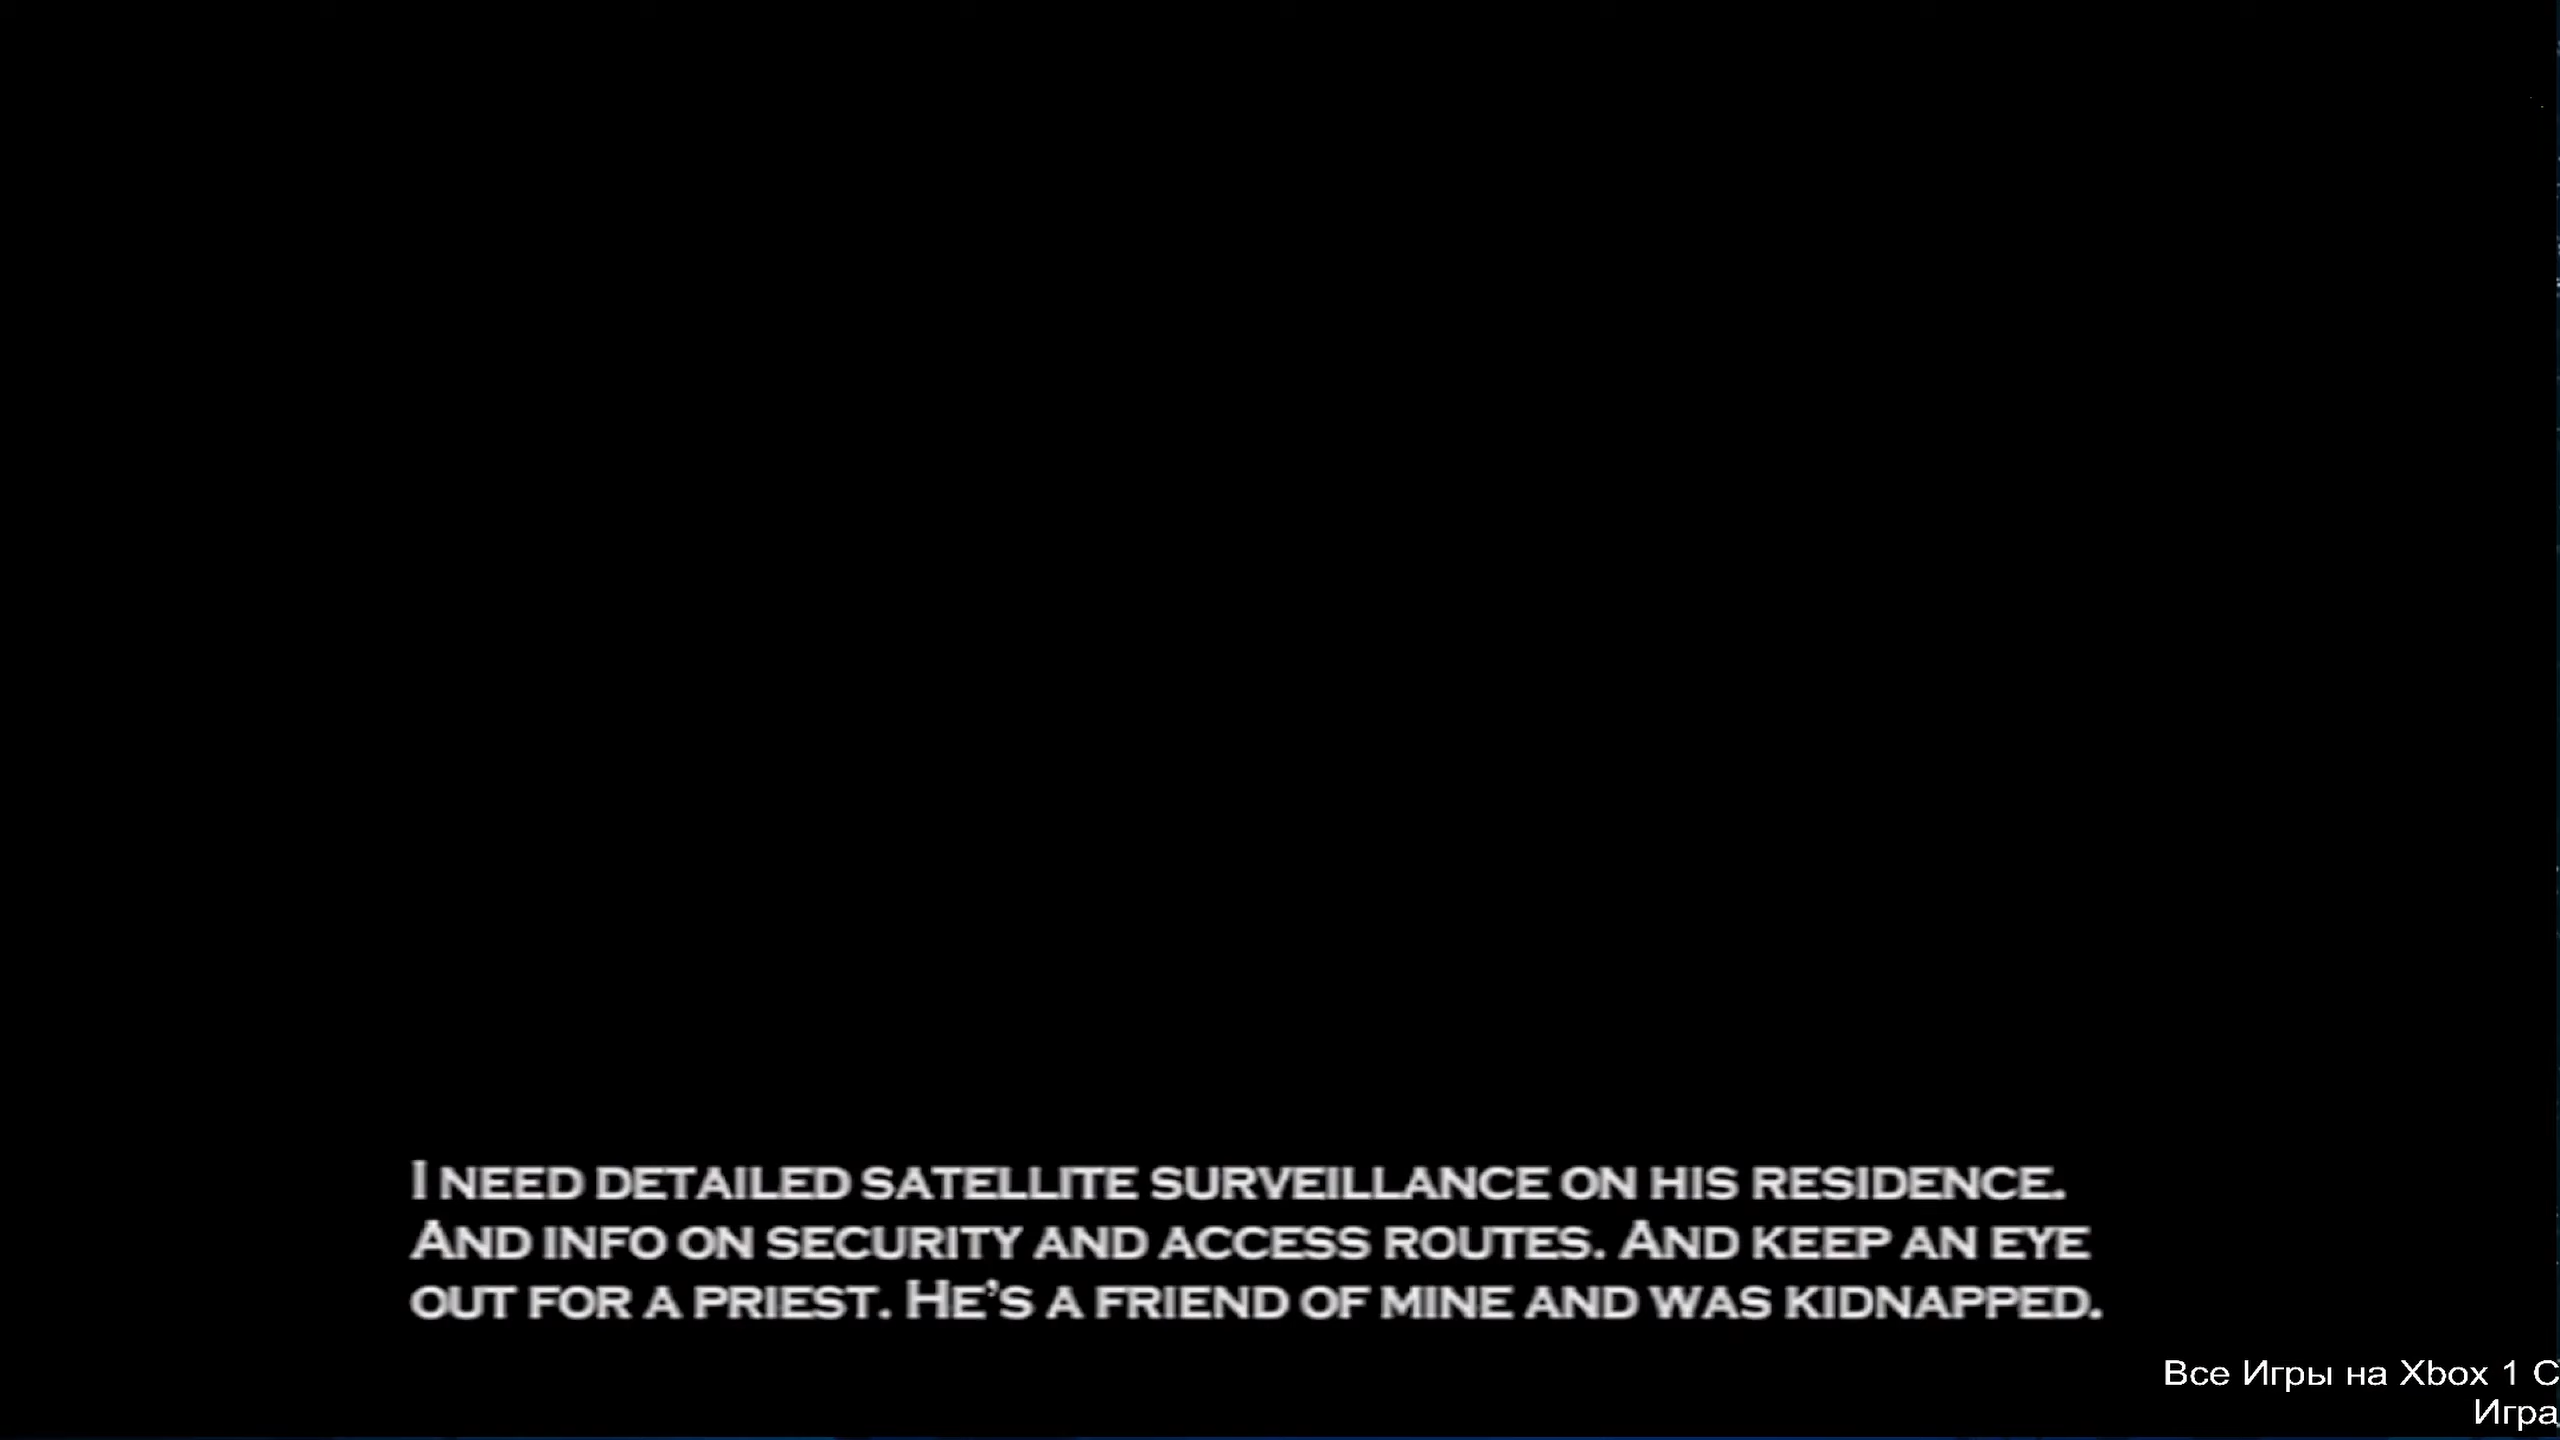 I need detailed satellite surveillance on his residence.
And info on security and access routes. And keep an eye
out for a priest. He's a friend of mine and was kidnapped.
Все Игры на Xbox 1 С
Игра